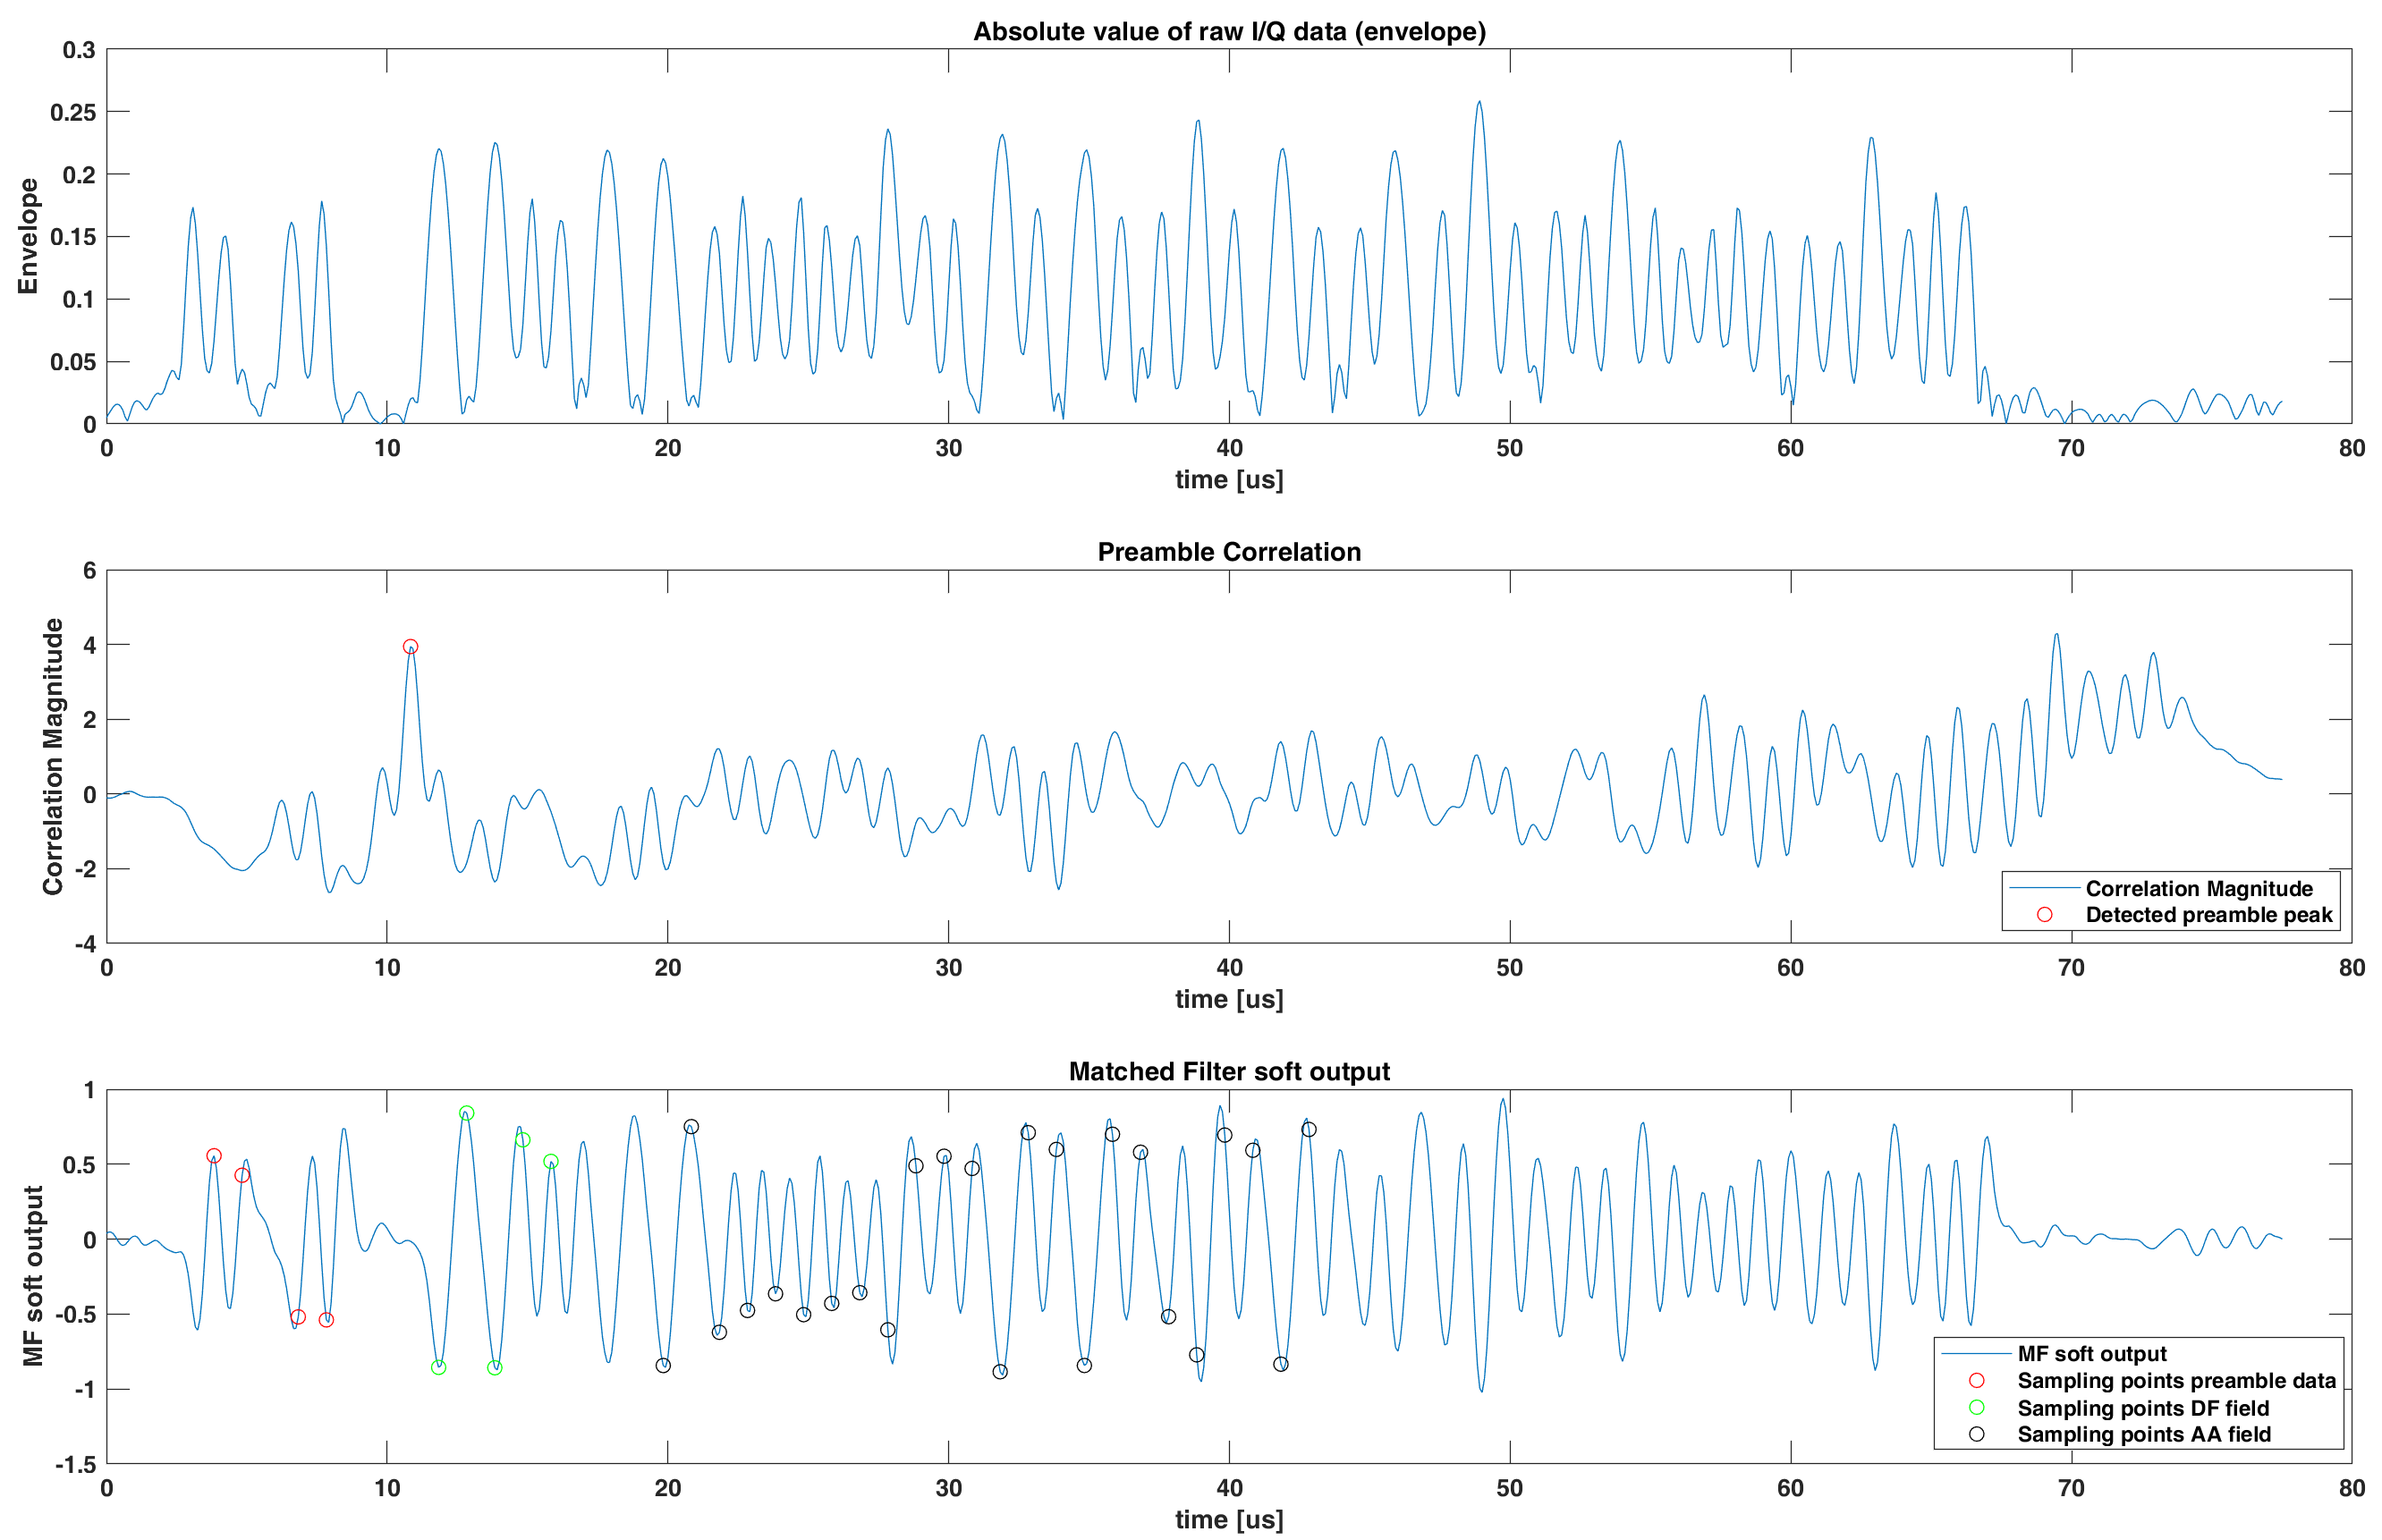 Absolute value of raw I/Q data (envelope)
0.3
0.25
0.2
0.15
0.1
0.05
0
Envelope
0 10 20 30 40 50 60 70 80
time [us]
Preamble Correlation
6
4
2
0
-2
-4
Correlation Magnitude
Correlation Magnitude
Detected preamble peak
0 10 20 30 40 50 60 70 80
time [us]
Matched Filter soft output
1
0.5
0
-0.5
-1
-1.5
MF soft output
MF soft output
Sampling points preamble data
Sampling points DF field
Sampling points AA field
0 10 20 30 40 50 60 70 80
time [us]